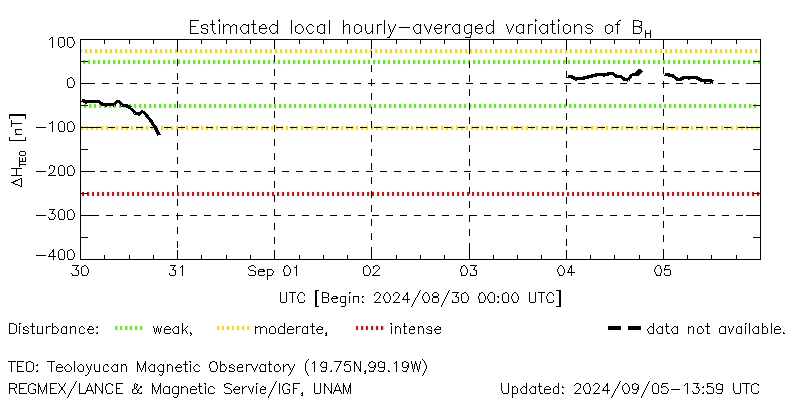 Estimated local hourly-averaged variations of BH
100
0
-100
-200
-300
-400
ΔHTEO [nT]
30 31 Sep 01 02 03 04 05
UTC [Begin: 2024/08/30 00:00 UTC]
Disturbance: weak, moderate, intense data not available.
TEO: Teoloyucan Magnetic Observatory (19.75N,99.19W)
REGMEX/LANCE & Magnetic Servie/IGF, UNAM Updated: 2024/09/05-13:59 UTC